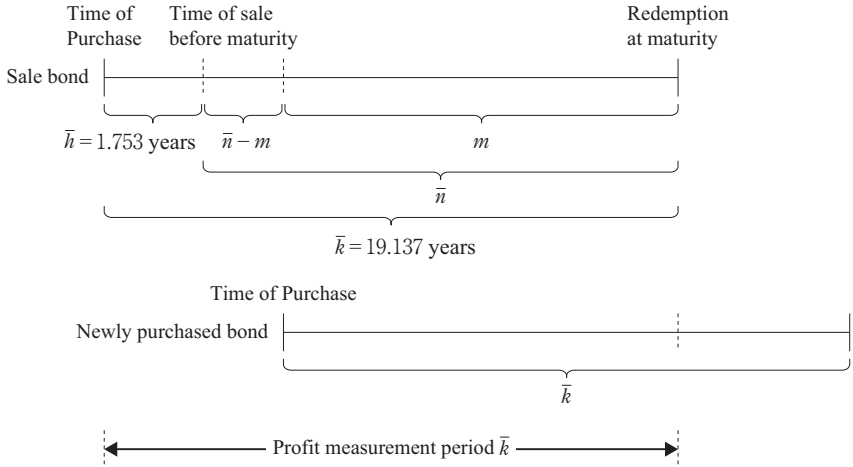 Time of
Purchase
Time of sale
before maturity
Redemption
at maturity
Sale bond
h̅ = 1.753 years
n̅ − m
m
n̅
k̅ = 19.137 years
Time of Purchase
Newly purchased bond
k̅
Profit measurement period k̅